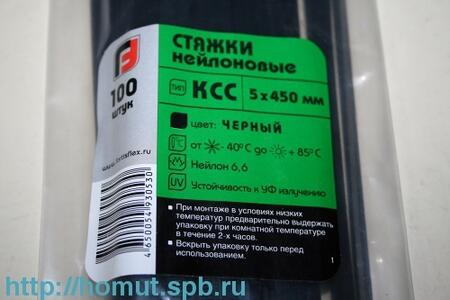 100
штук
www.fortisflex.ru
4650054930530
СТЯЖКИ
нейлоновые
тип КСС 5x450 мм
цвет: ЧЕРНЫЙ
от -40°C до +85°C
Нейлон 6,6
UV Устойчивость к УФ излучению
При монтаже в условиях низких
температур предварительно выдержать
упаковку при комнатной температуре
в течение 2-х часов.
Вскрыть упаковку только перед
использованием.
1
http://homut.spb.ru